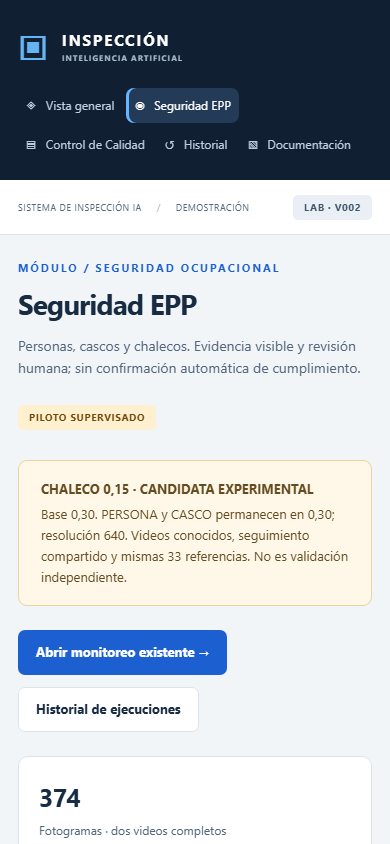 INSPECCIÓN
INTELIGENCIA ARTIFICIAL
Vista general
Seguridad EPP
Control de Calidad
Historial
Documentación
SISTEMA DE INSPECCIÓN IA / DEMOSTRACIÓN
LAB · V002
MÓDULO / SEGURIDAD OCUPACIONAL
Seguridad EPP
Personas, cascos y chalecos. Evidencia visible y revisión
humana; sin confirmación automática de cumplimiento.
PILOTO SUPERVISADO
CHALECO 0,15 · CANDIDATA EXPERIMENTAL
Base 0,30. PERSONA y CASCO permanecen en 0,30;
resolución 640. Videos conocidos, seguimiento
compartido y mismas 33 referencias. No es validación
independiente.
Abrir monitoreo existente →
Historial de ejecuciones
374
Fotogramas · dos videos completos